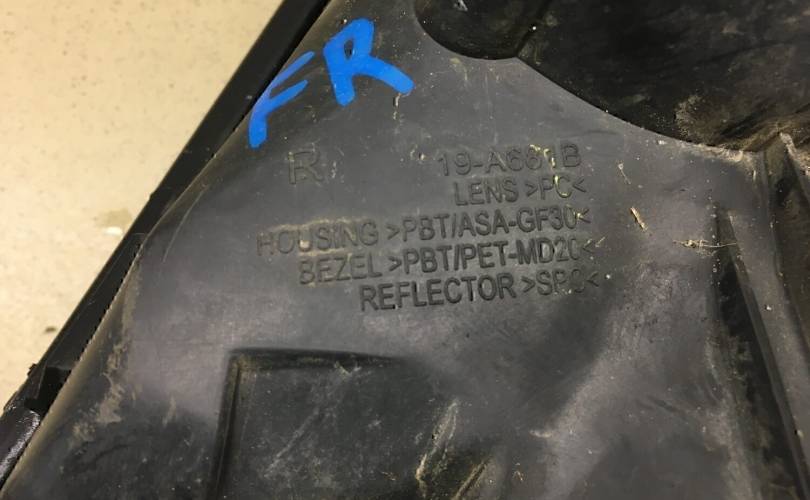 FR
R 19-A661B
LENS >PC<
HOUSING >PBT/ASA-GF30<
BEZEL >PBT/PET-MD20<
REFLECTOR >SPC<